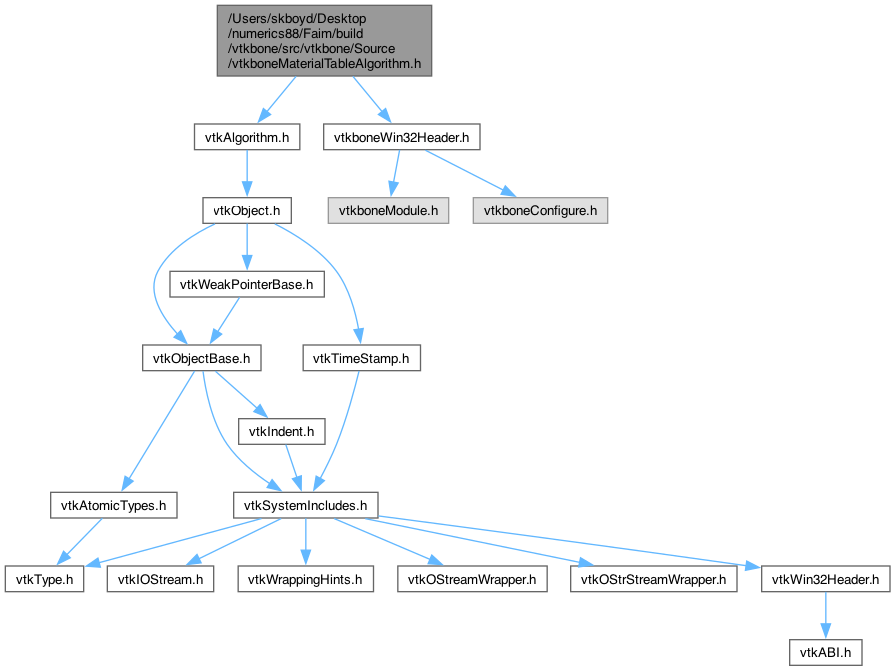 /Users/skboyd/Desktop
/numerics88/Faim/build
/vtkbone/src/vtkbone/Source
/vtkboneMaterialTableAlgorithm.h
vtkAlgorithm.h
vtkboneWin32Header.h
vtkObject.h
vtkboneModule.h
vtkboneConfigure.h
vtkWeakPointerBase.h
vtkObjectBase.h
vtkTimeStamp.h
vtkIndent.h
vtkAtomicTypes.h
vtkSystemIncludes.h
vtkType.h
vtkIOStream.h
vtkWrappingHints.h
vtkOStreamWrapper.h
vtkOStrStreamWrapper.h
vtkWin32Header.h
vtkABI.h